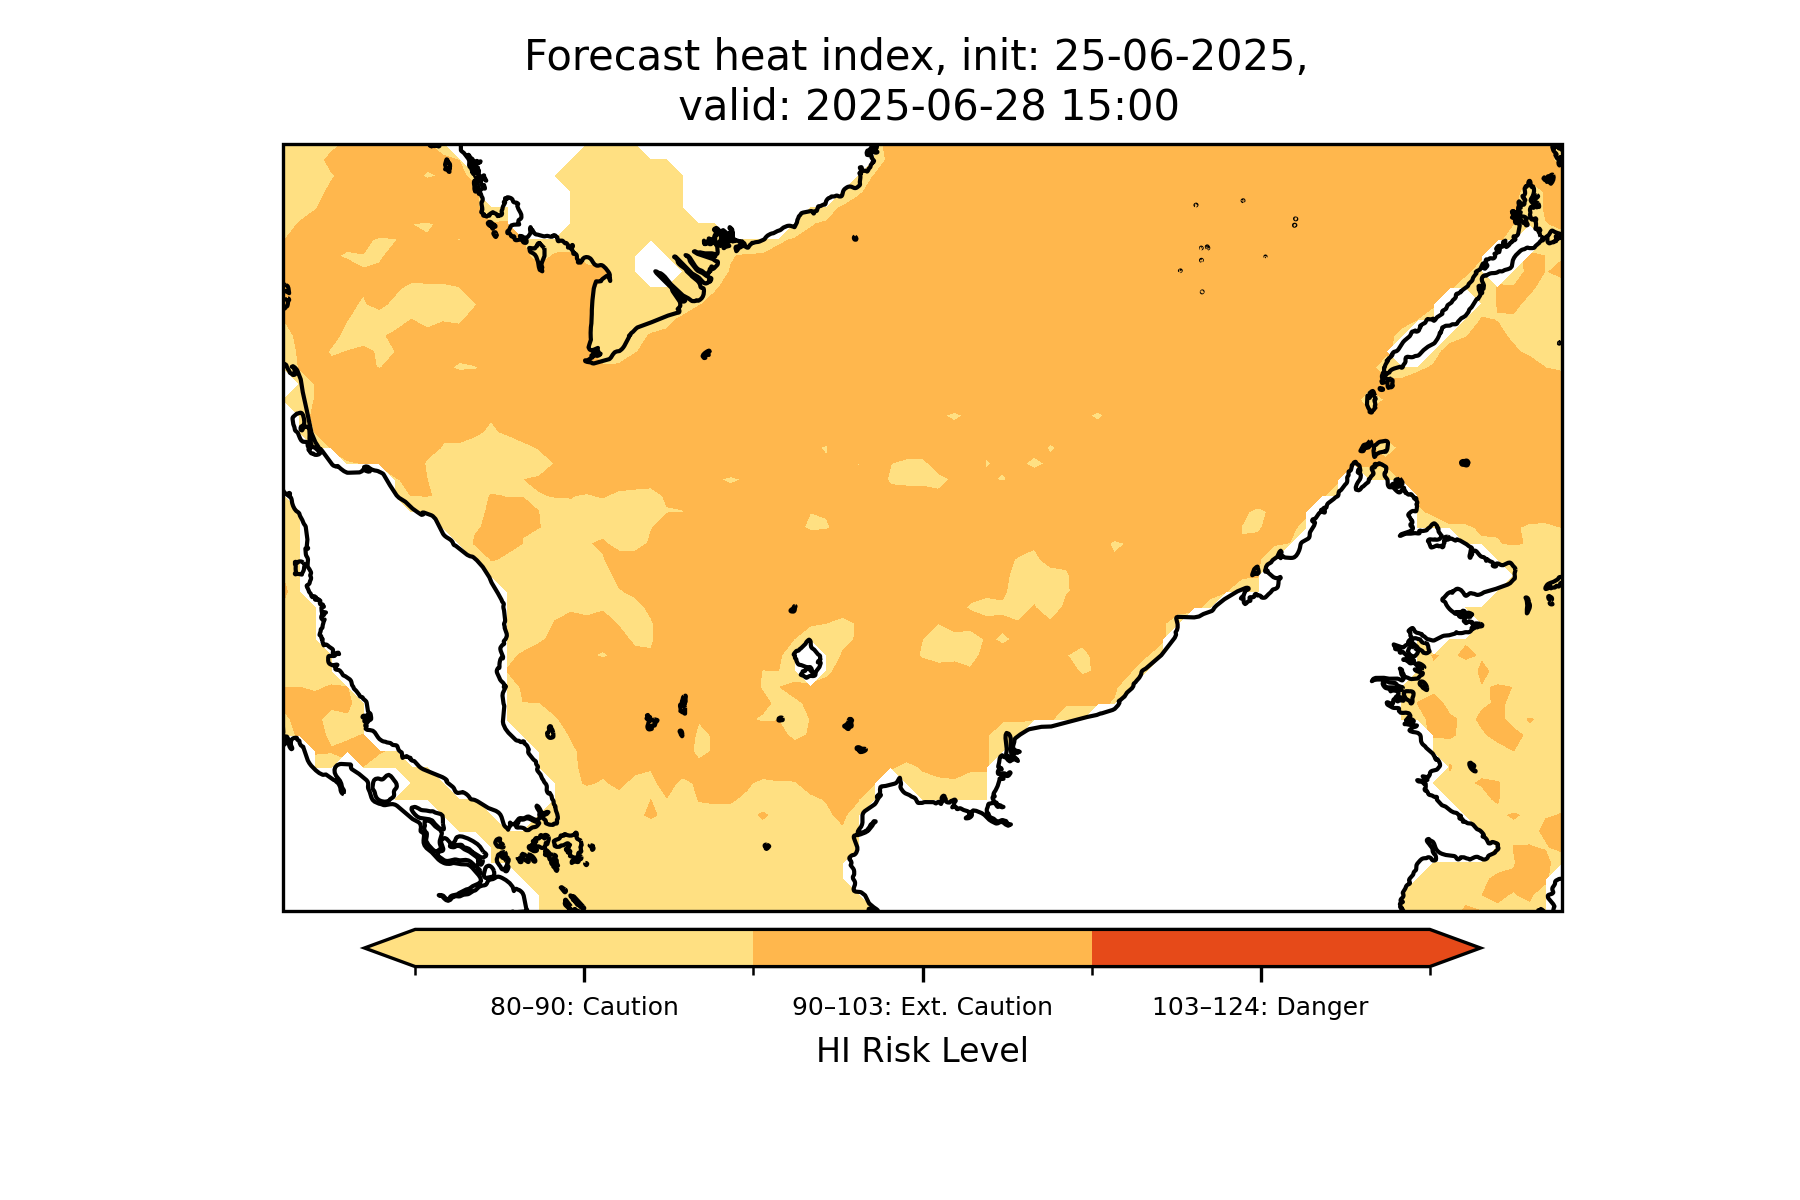 Forecast heat index, init: 25-06-2025,
valid: 2025-06-28 15:00
80–90: Caution
90–103: Ext. Caution
103–124: Danger
HI Risk Level